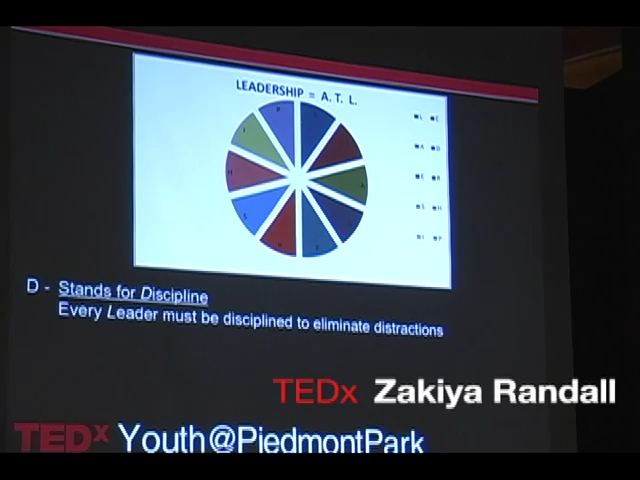 LEADERSHIP = A. T. L.
L E
A D
E R
S H
I P
D - Stands for Discipline
Every Leader must be disciplined to eliminate distractions
TEDx Zakiya Randall
TEDx Youth@PiedmontPark